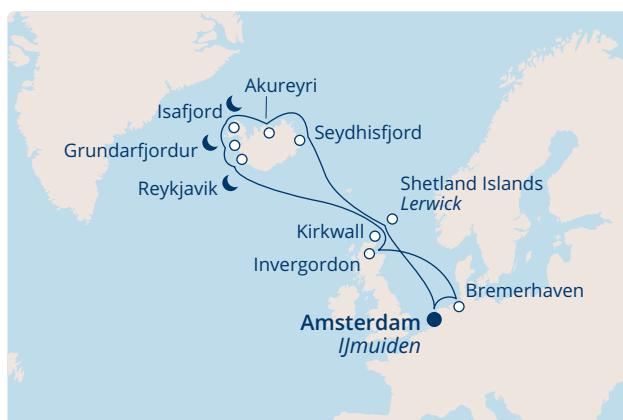 Akureyri
Isafjord
Seydhisfjord
Grundarfjordur
Reykjavik
Shetland Islands
Lerwick
Kirkwall
Invergordon
Bremerhaven
Amsterdam
IJmuiden